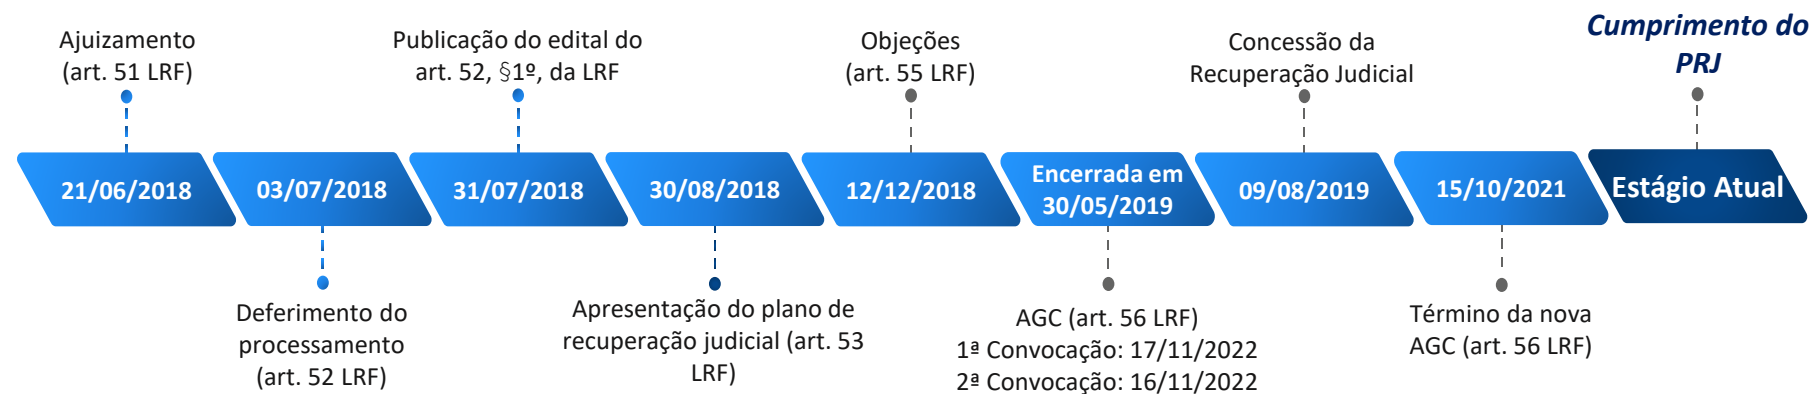 Ajuizamento
(art. 51 LRF)
21/06/2018
03/07/2018
Deferimento do
processamento
(art. 52 LRF)
Publicação do edital do
art. 52, §1º, da LRF
31/07/2018
30/08/2018
Apresentação do plano de
recuperação judicial (art. 53
LRF)
Objeções
(art. 55 LRF)
12/12/2018
Encerrada em
30/05/2019
AGC (art. 56 LRF)
1ª Convocação: 17/11/2022
2ª Convocação: 16/11/2022
Concessão da
Recuperação Judicial
09/08/2019
15/10/2021
Término da nova
AGC (art. 56 LRF)
Cumprimento do
PRJ
Estágio Atual